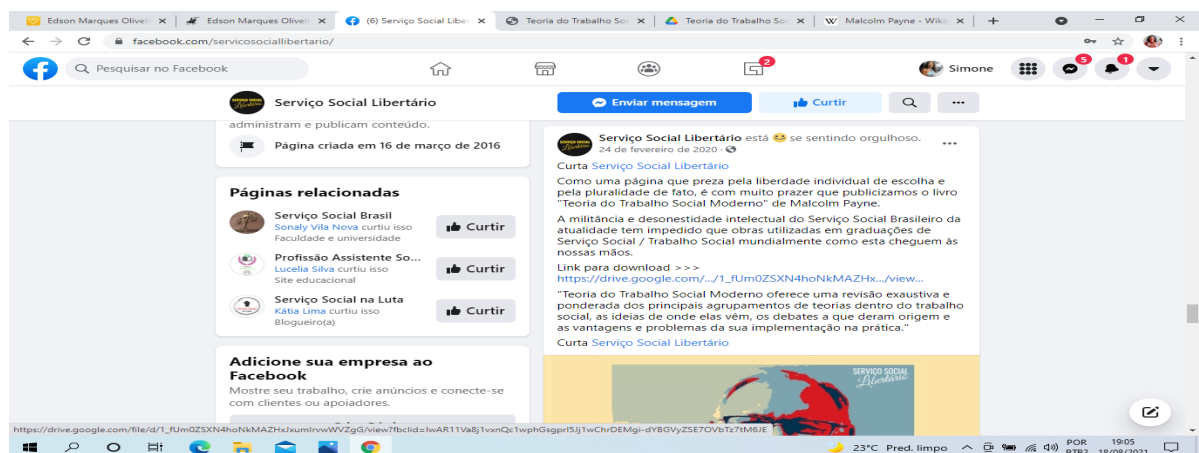 Edson Marques Olivei
Edson Marques Olivei
(6) Serviço Social Liber
Teoria do Trabalho Soc
Teoria do Trabalho Soc
Malcolm Payne - Wiki
facebook.com/servicosociallibertario/
Pesquisar no Facebook
2
Simone
5
1
Serviço Social Libertário
Enviar mensagem
Curtir
administram e publicam conteúdo.
Página criada em 16 de março de 2016
Páginas relacionadas
Serviço Social Brasil
Sonaly Vila Nova curtiu isso
Faculdade e universidade
Curtir
Profissão Assistente So...
Lucelia Silva curtiu isso
Site educacional
Curtir
Serviço Social na Luta
Kátia Lima curtiu isso
Blogueiro(a)
Curtir
Adicione sua empresa ao
Facebook
Mostre seu trabalho, crie anúncios e conecte-se
com clientes ou apoiadores.
Serviço Social Libertário está se sentindo orgulhoso.
24 de fevereiro de 2020
Curta Serviço Social Libertário
Como uma página que preza pela liberdade individual de escolha e
pela pluralidade de fato, é com muito prazer que publicizamos o livro
"Teoria do Trabalho Social Moderno" de Malcolm Payne.
A militância e desonestidade intelectual do Serviço Social Brasileiro da
atualidade tem impedido que obras utilizadas em graduações de
Serviço Social / Trabalho Social mundialmente como esta cheguem às
nossas mãos.
Link para download >>>
https://drive.google.com/.../1_fUm0ZSXN4hoNkMAZHx.../view...
"Teoria do Trabalho Social Moderno oferece uma revisão exaustiva e
ponderada dos principais agrupamentos de teorias dentro do trabalho
social, as ideias de onde elas vêm, os debates a que deram origem e
as vantagens e problemas da sua implementação na prática."
Curta Serviço Social Libertário
SERVIÇO SOCIAL
Libertário
23°C Pred. limpo
POR
PTB2
19:05
18/08/2021